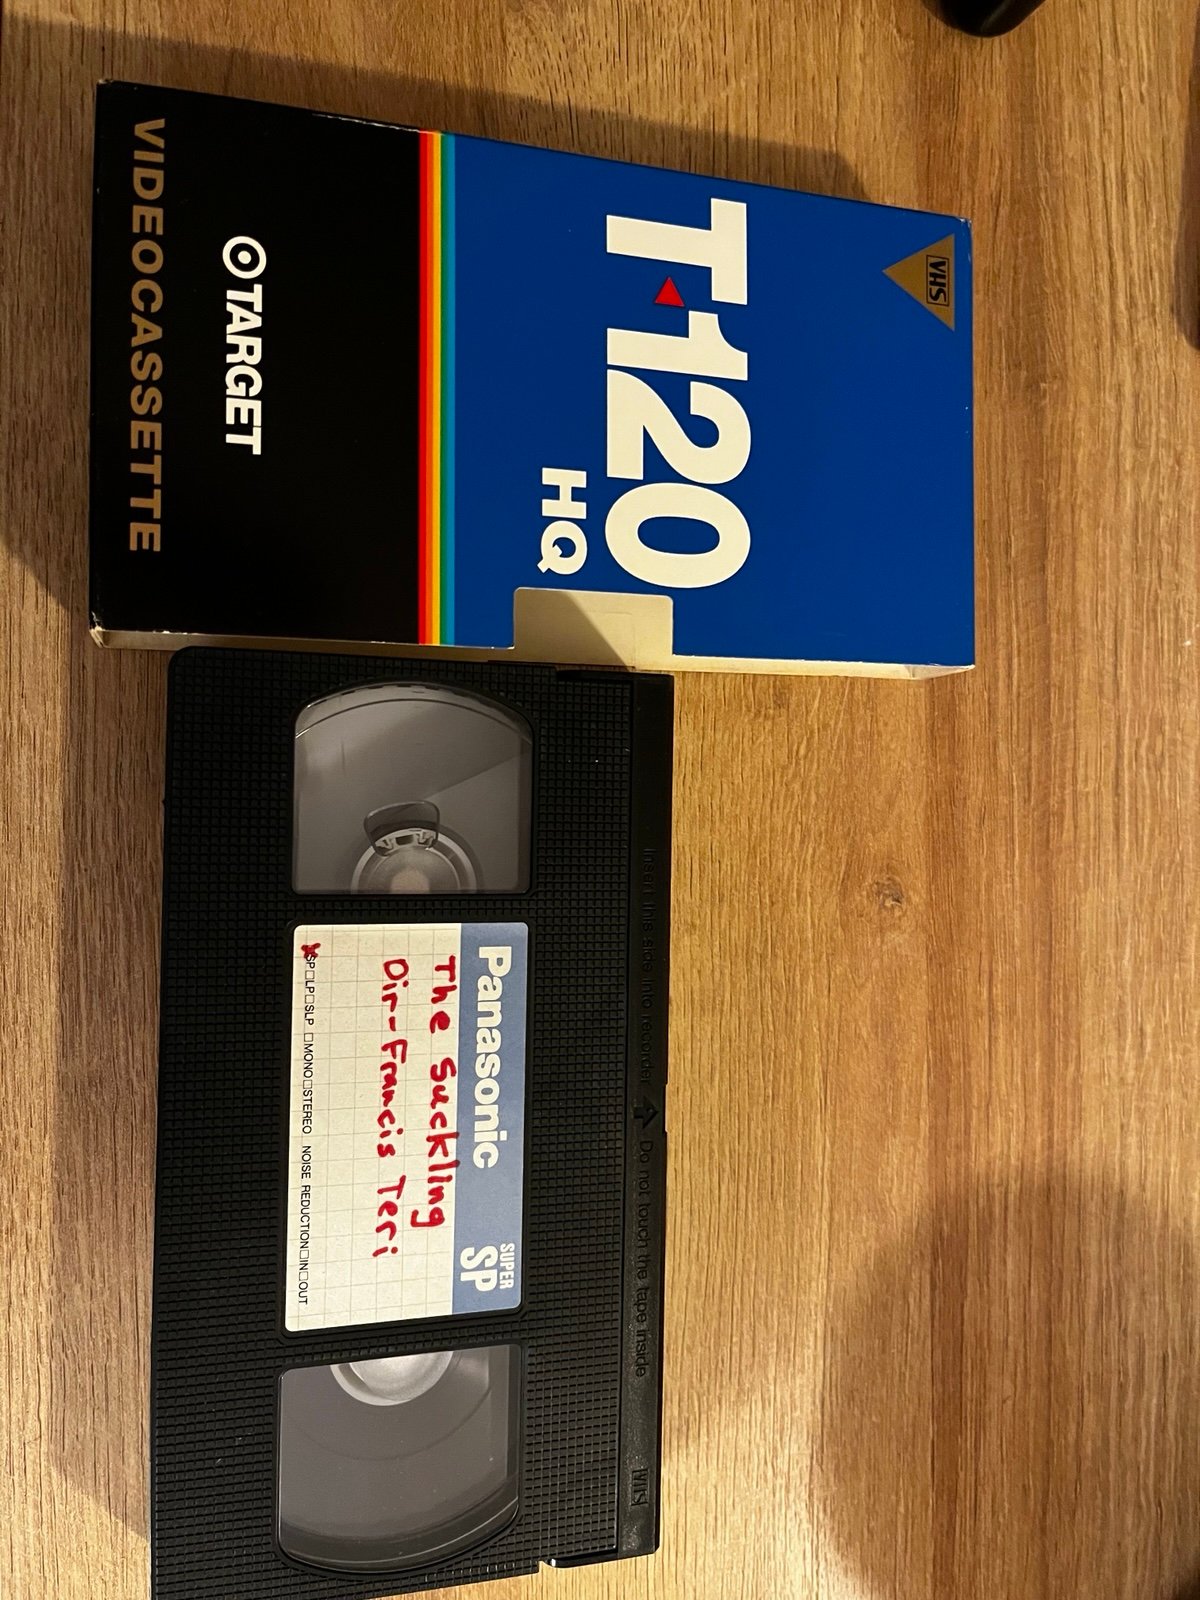 VHS
T-120
HQ
TARGET
VIDEOCASSETTE
Insert this side into recorder Do not touch the tape inside
VHS
Panasonic
SUPER
SP
The Suckling
Dir-Francis Teri
SP LP SLP MONO STEREO NOISE REDUCTION IN OUT